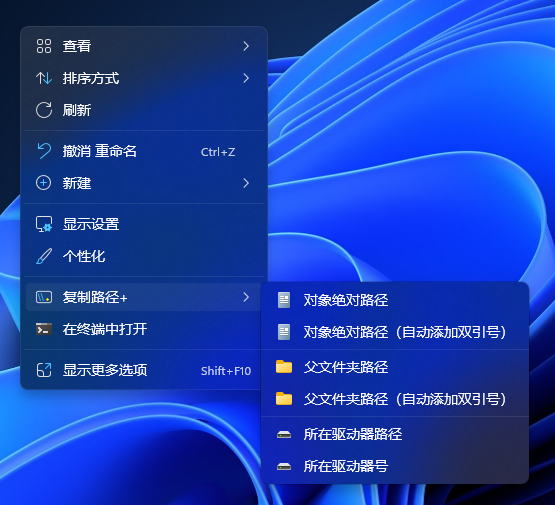 查看
排序方式
刷新
撤消 重命名 Ctrl+Z
新建
显示设置
个性化
复制路径+
在终端中打开
显示更多选项 Shift+F10
对象绝对路径
对象绝对路径（自动添加双引号）
父文件夹路径
父文件夹路径（自动添加双引号）
所在驱动器路径
所在驱动器号